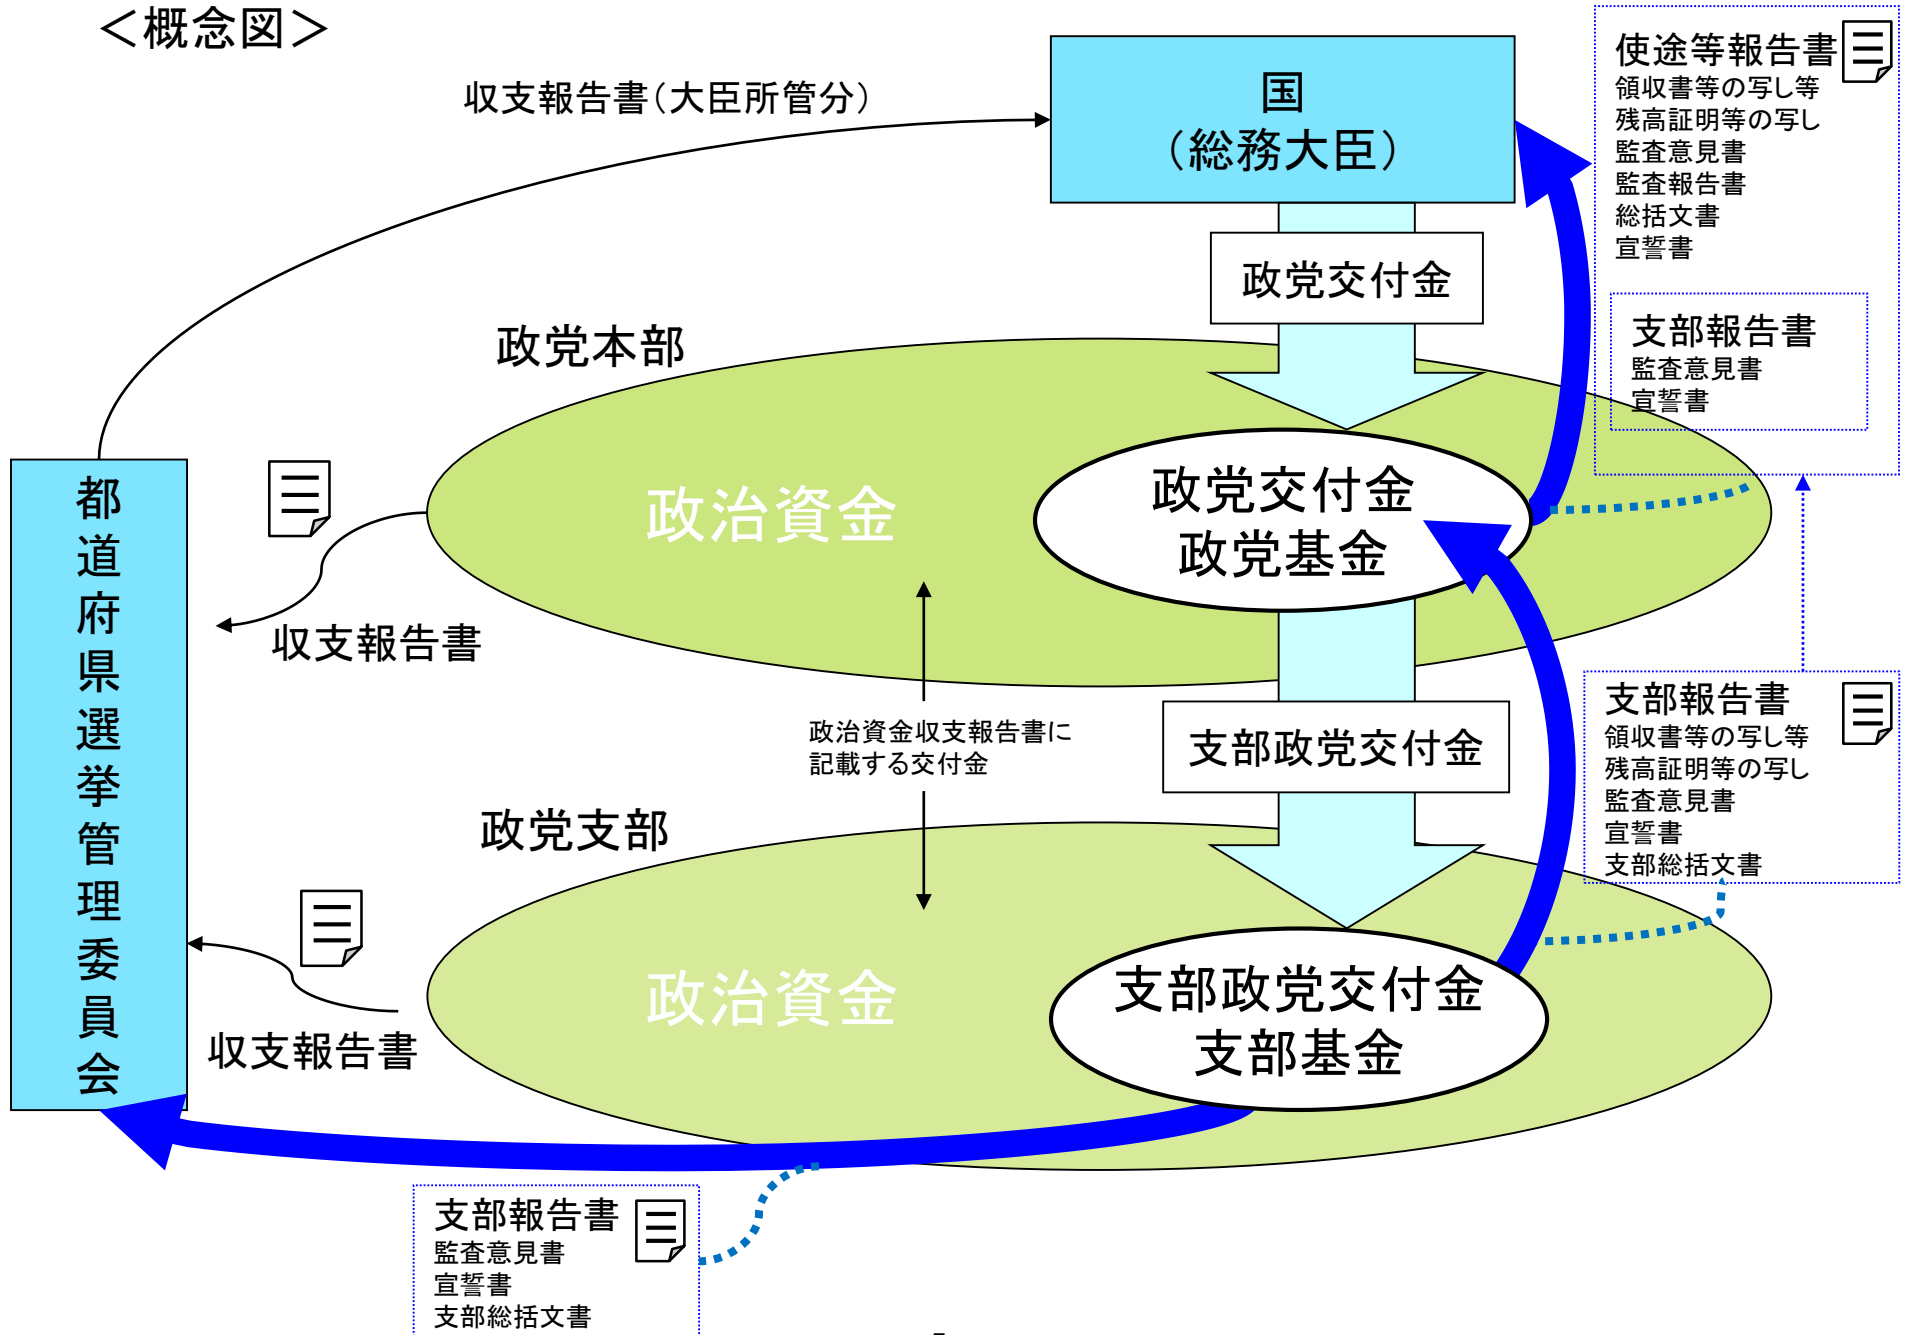 ＜概念図＞
収支報告書（大臣所管分）
国
（総務大臣）
使途等報告書
領収書等の写し等
残高証明等の写し
監査意見書
監査報告書
総括文書
宣誓書
支部報告書
監査意見書
宣誓書
政党交付金
政党本部
政治資金
政党交付金
政党基金
都道府県選挙管理委員会
収支報告書
政治資金収支報告書に
記載する交付金
支部政党交付金
支部報告書
領収書等の写し等
残高証明等の写し
監査意見書
宣誓書
支部総括文書
政党支部
政治資金
支部政党交付金
支部基金
収支報告書
支部報告書
監査意見書
宣誓書
支部総括文書